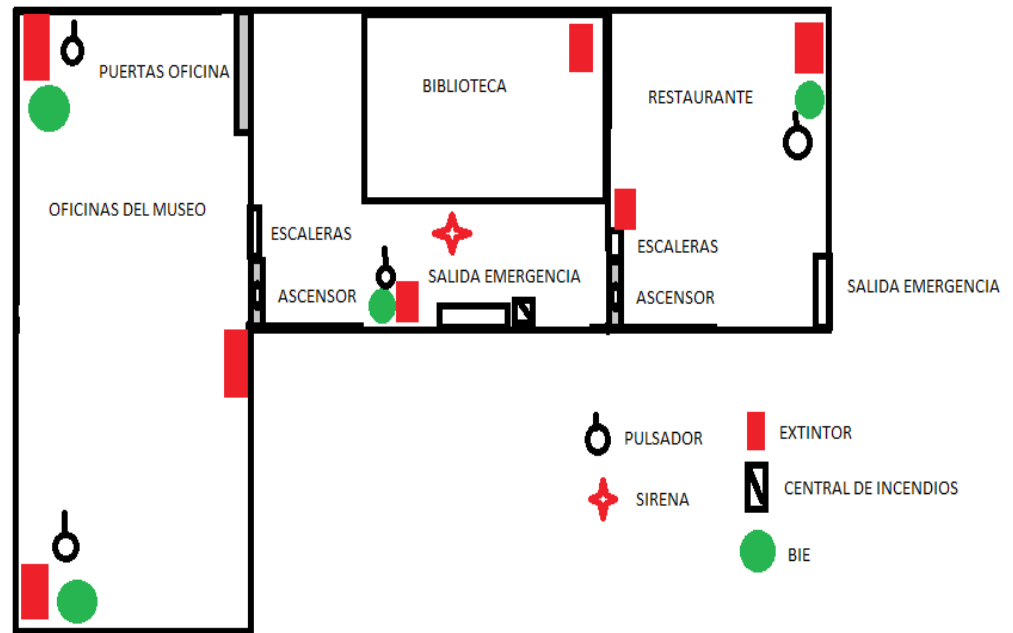 PUERTAS OFICINA
BIBLIOTECA
RESTAURANTE
OFICINAS DEL MUSEO
ESCALERAS
ESCALERAS
SALIDA EMERGENCIA
SALIDA EMERGENCIA
ASCENSOR
ASCENSOR
PULSADOR
EXTINTOR
SIRENA
CENTRAL DE INCENDIOS
BIE